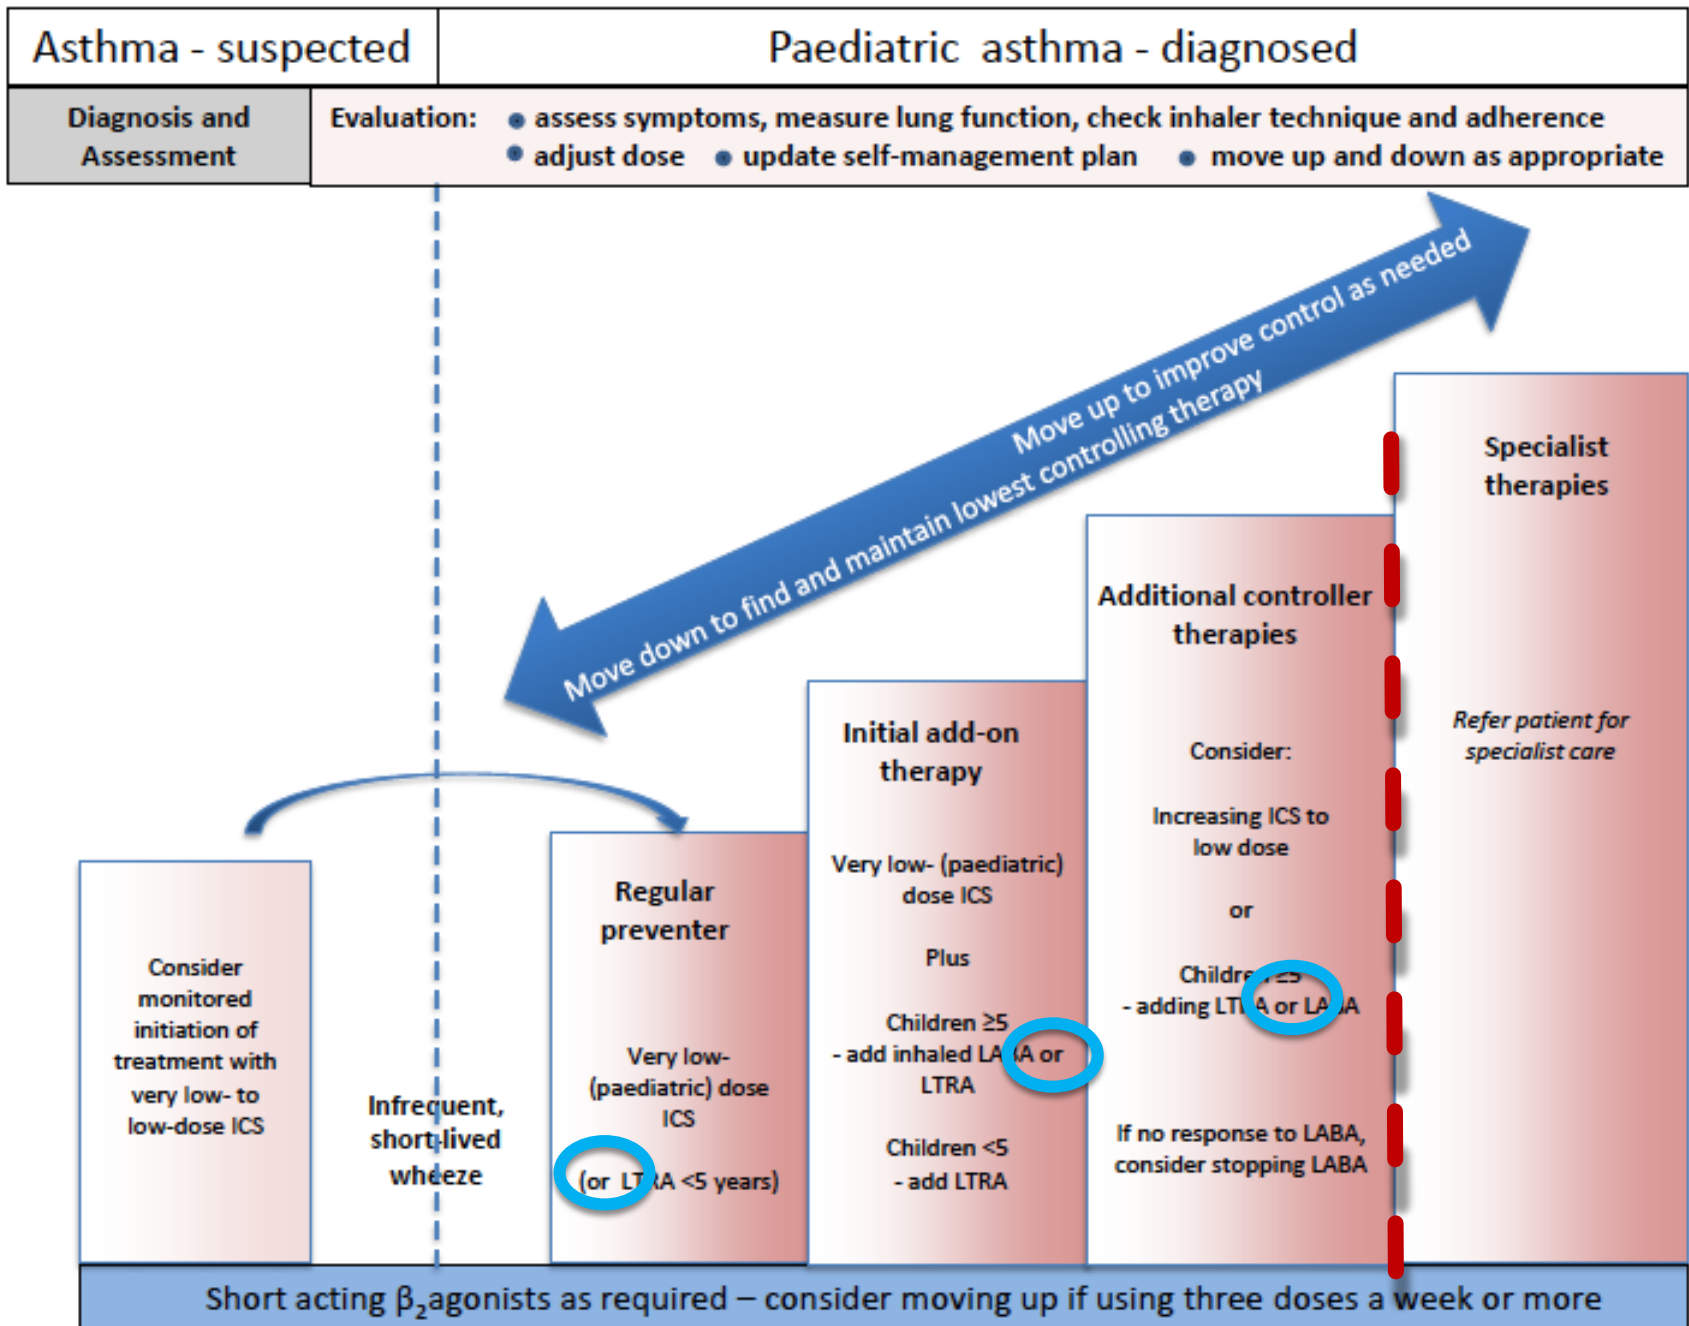 Asthma - suspected
Paediatric asthma - diagnosed
Diagnosis and
Assessment
Evaluation: • assess symptoms, measure lung function, check inhaler technique and adherence
• adjust dose • update self-management plan • move up and down as appropriate
Move up to improve control as needed
Move down to find and maintain lowest controlling therapy
Consider
monitored
initiation of
treatment with
very low- to
low-dose ICS
Infrequent,
short-lived
wheeze
Regular
preventer
Very low-
(paediatric) dose
ICS
(or LTRA <5 years)
Initial add-on
therapy
Very low- (paediatric)
dose ICS
Plus
Children ≥5
- add inhaled LABA or
LTRA
Children <5
- add LTRA
Additional controller
therapies
Consider:
Increasing ICS to
low dose
or
Children ≥5
- adding LTRA or LABA
If no response to LABA,
consider stopping LABA
Specialist
therapies
Refer patient for
specialist care
Short acting β₂agonists as required – consider moving up if using three doses a week or more